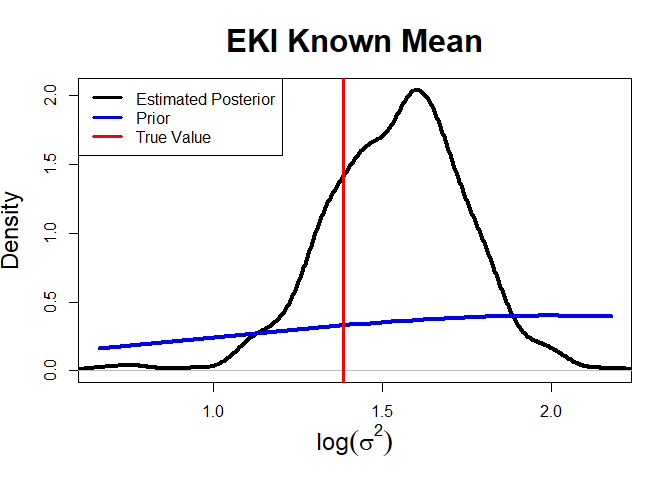 EKI Known Mean
Estimated Posterior
Prior
True Value
Density
2.0
1.5
1.0
0.5
0.0
1.0 1.5 2.0
log(σ²)